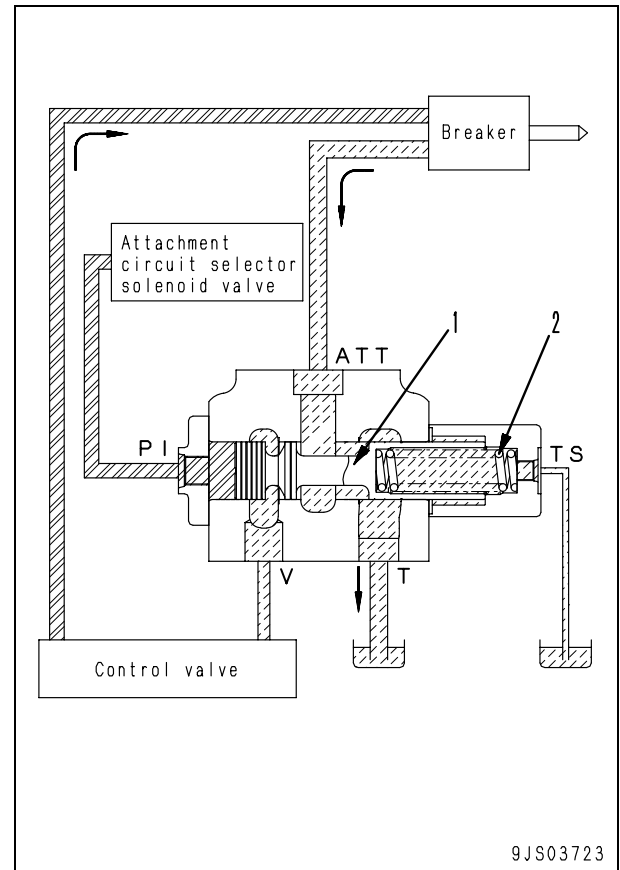 Breaker
Attachment
circuit selector
solenoid valve
1
2
ATT
PI
TS
V
T
Control valve
9JS03723